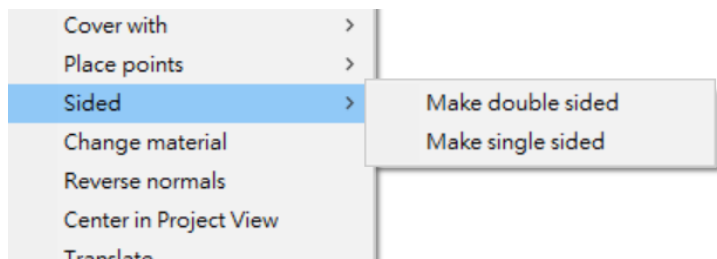 Cover with
Place points
Sided
Make double sided
Change material
Make single sided
Reverse normals
Center in Project View
Translate